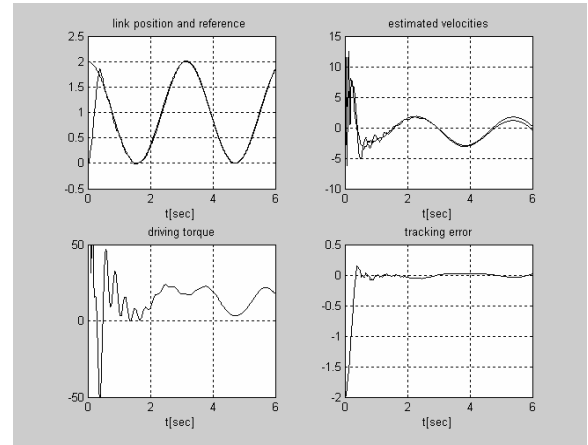 link position and reference
2.5
2
1.5
1
0.5
0
-0.5
0 2 4 6
t[sec]
estimated velocities
15
10
5
0
-5
-10
0 2 4 6
t[sec]
driving torque
50
0
-50
0 2 4 6
t[sec]
tracking error
0.5
0
-0.5
-1
-1.5
-2
0 2 4 6
t[sec]